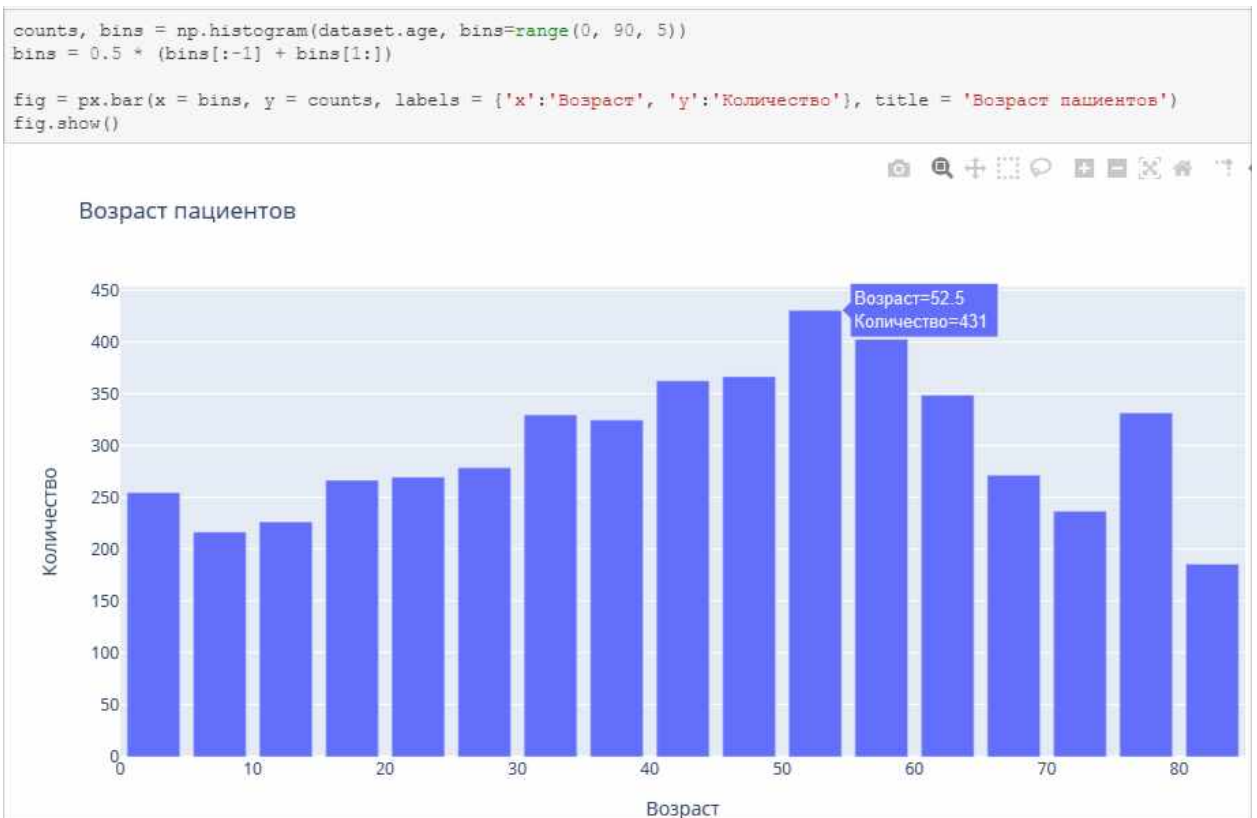 counts, bins = np.histogram(dataset.age, bins=range(0, 90, 5))
bins = 0.5 * (bins[:-1] + bins[1:])
fig = px.bar(x = bins, y = counts, labels = {'x':'Возраст', 'y':'Количество'}, title = 'Возраст пациентов')
fig.show()
Возраст пациентов
Возраст=52.5
Количество=431
450
400
350
300
250
200
150
100
50
0
Количество
0 10 20 30 40 50 60 70 80
Возраст